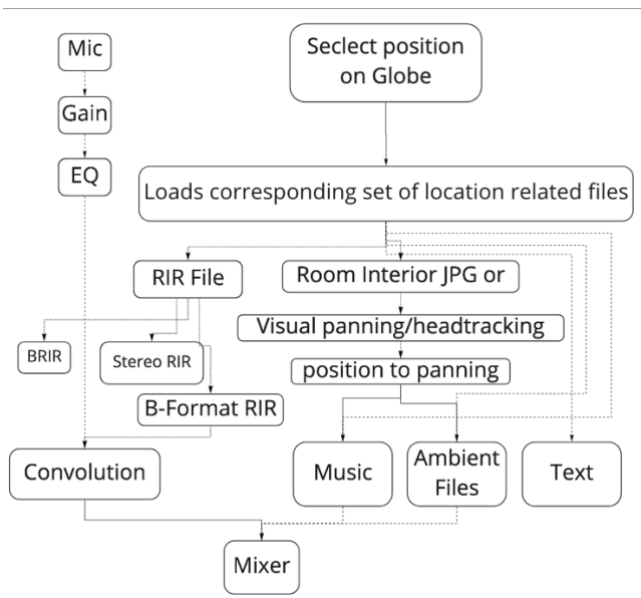 Mic
Seclect position
on Globe
Gain
EQ
Loads corresponding set of location related files
RIR File
Room Interior JPG or
Visual panning/headtracking
BRIR
Stereo RIR
position to panning
B-Format RIR
Convolution
Music
Ambient
Files
Text
Mixer